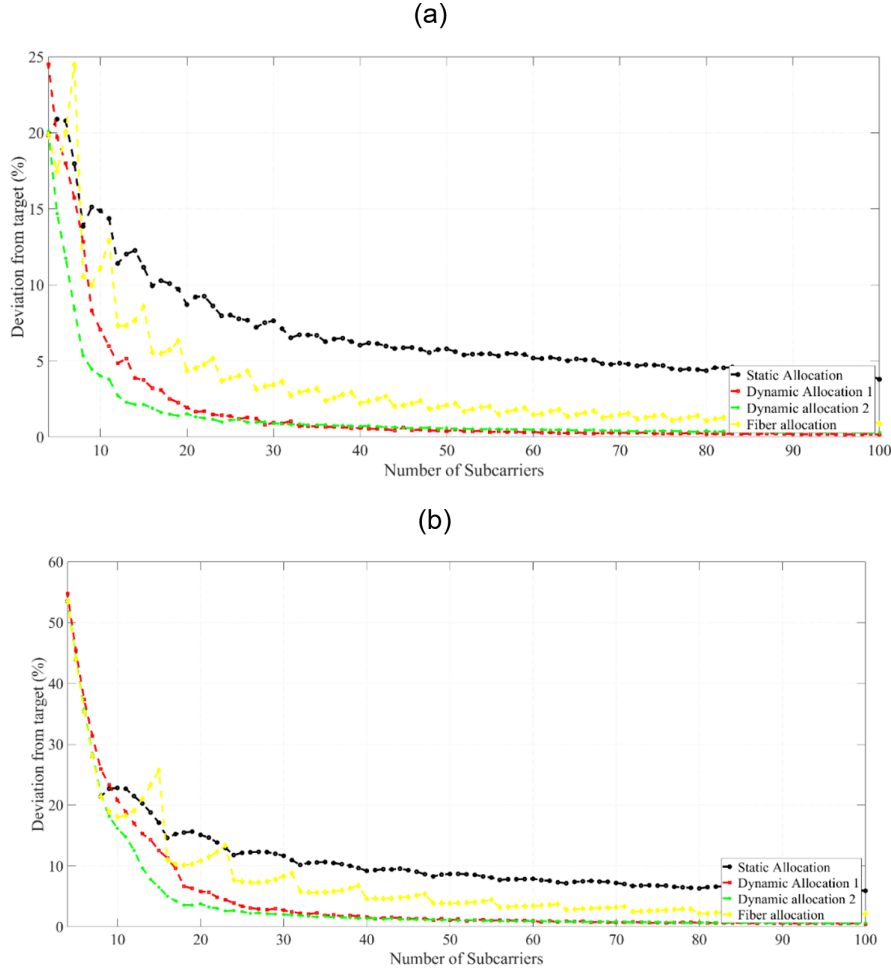 (a)
25
20
15
10
5
0
Deviation from target (%)
10
20
30
40
50
60
70
80
90
100
Number of Subcarriers
Static Allocation
Dynamic Allocation 1
Dynamic allocation 2
Fiber allocation
(b)
60
50
40
30
20
10
0
Deviation from target (%)
10
20
30
40
50
60
70
80
90
100
Number of Subcarriers
Static Allocation
Dynamic Allocation 1
Dynamic allocation 2
Fiber allocation